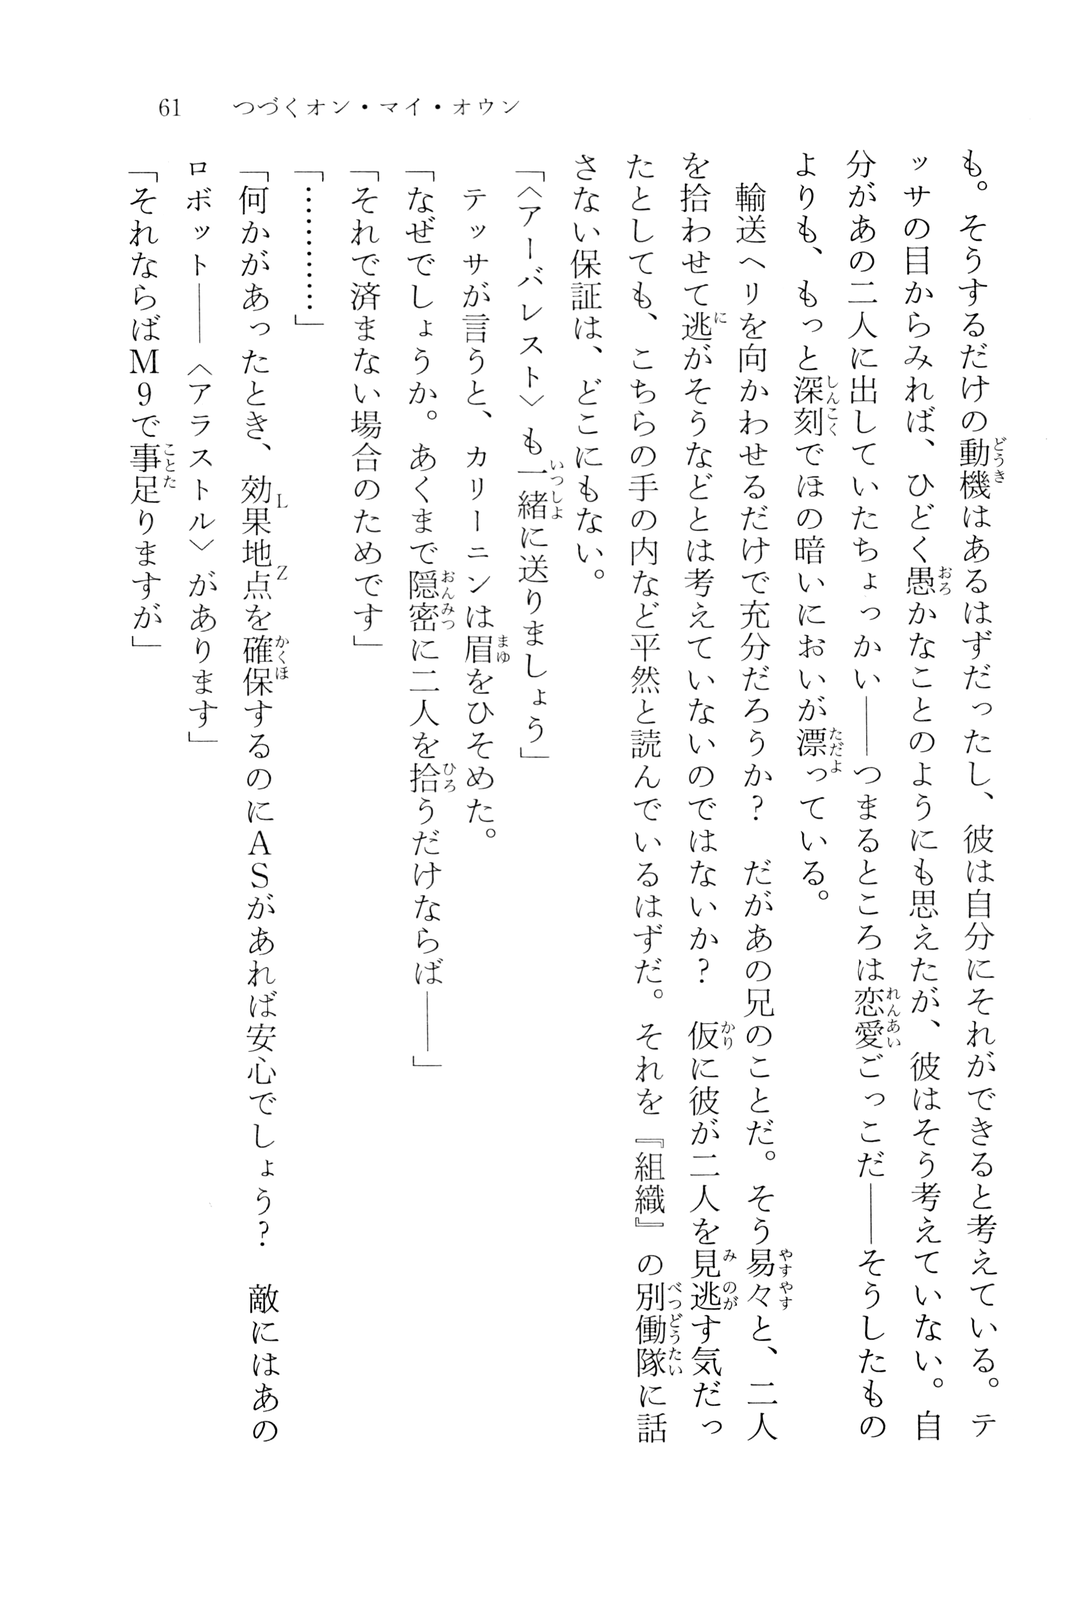 61　つづくオン・マイ・オウン
も。そうするだけの動機はあるはずだったし、彼は自分にそれができると考えている。テ
ッサの目からみれば、ひどく愚かなことのようにも思えたが、彼はそう考えていない。自
分があの二人に出していたちょっかい――つまるところは恋愛ごっこだ――そうしたもの
よりも、もっと深刻でほの暗いにおいが漂っている。
　輸送ヘリを向かわせるだけで充分だろうか？　だがあの兄のことだ。そう易々と、二人
を拾わせて逃がそうなどとは考えていないのではないか？　仮に彼が二人を見逃す気だっ
たとしても、こちらの手の内など平然と読んでいるはずだ。それを『組織』の別働隊に話
さない保証は、どこにもない。
「〈アーバレスト〉も一緒に送りましょう」
　テッサが言うと、カリーニンは眉をひそめた。
「なぜでしょうか。あくまで隠密に二人を拾うだけならば――」
「それで済まない場合のためです」
「…………」
「何かがあったとき、効果地点を確保するのにＡＳがあれば安心でしょう？　敵にはあの
ロボット――〈アラストル〉があります」
「それならばＭ９で事足りますが」